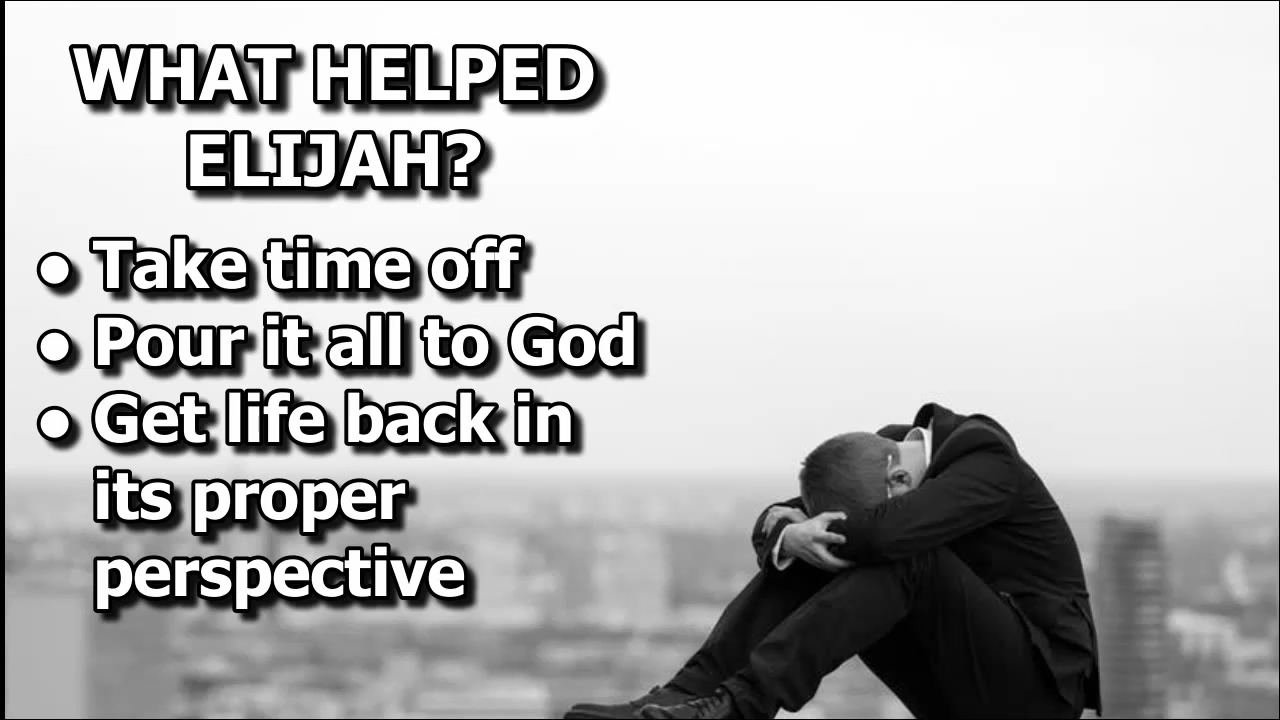 WHAT HELPED
ELIJAH?
● Take time off
● Pour it all to God
● Get life back in
its proper
perspective